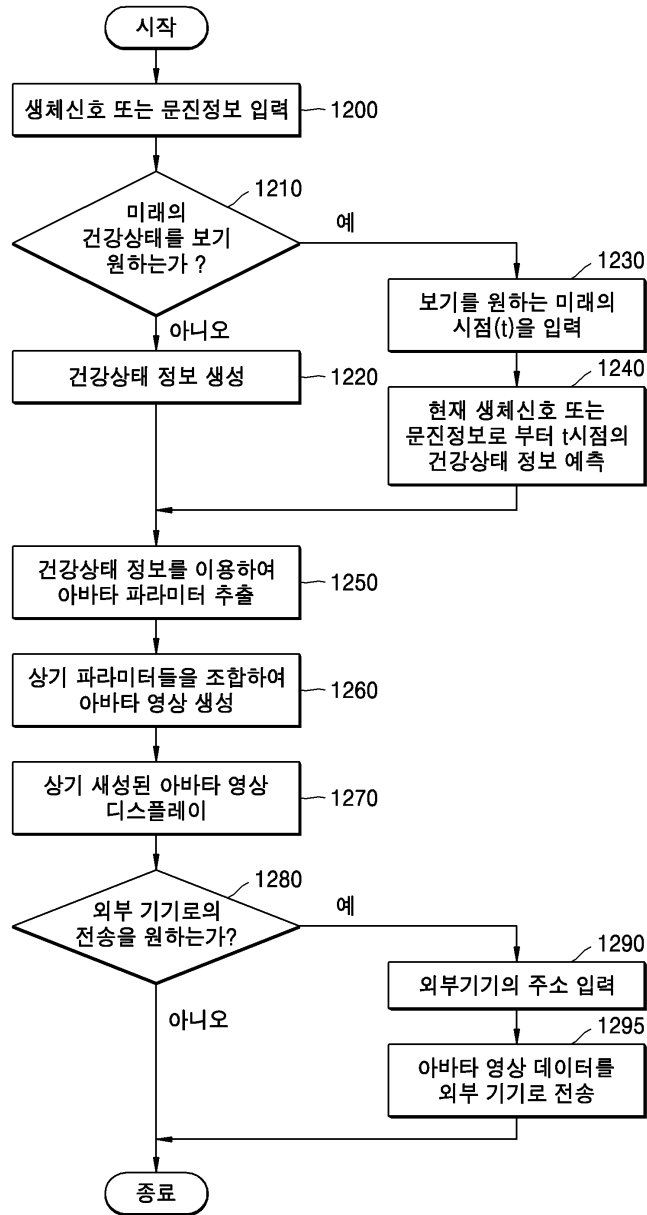 시작
생체신호 또는 문진정보 입력
1200
1210
미래의
건강상태를 보기
원하는가 ?
예
아니오
1230
보기를 원하는 미래의
시점(t)을 입력
건강상태 정보 생성
1220
1240
현재 생체신호 또는
문진정보로 부터 t시점의
건강상태 정보 예측
건강상태 정보를 이용하여
아바타 파라미터 추출
1250
상기 파라미터들을 조합하여
아바타 영상 생성
1260
상기 새성된 아바타 영상
디스플레이
1270
1280
외부 기기로의
전송을 원하는가?
예
아니오
1290
외부기기의 주소 입력
1295
아바타 영상 데이터를
외부 기기로 전송
종료